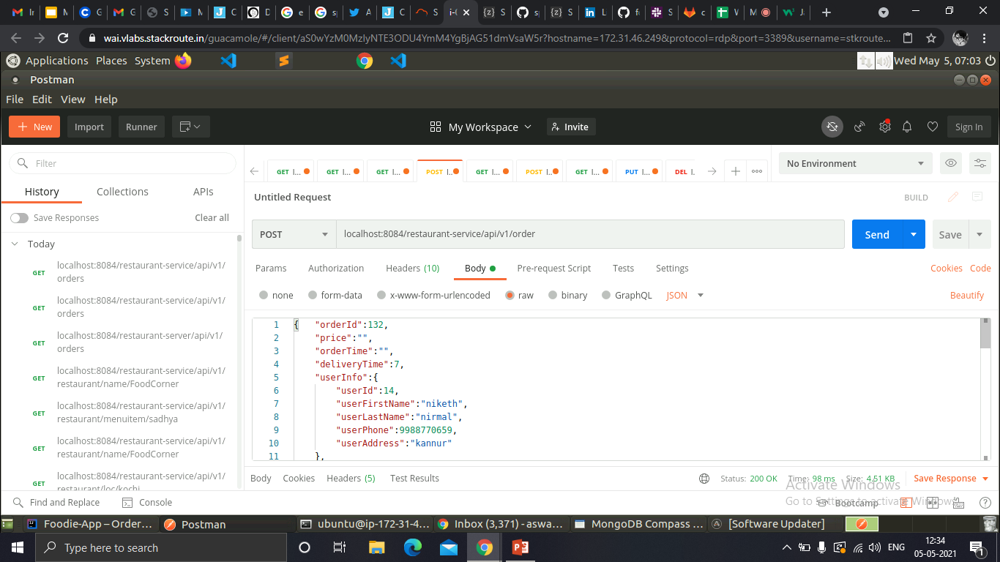 wai.vlabs.stackroute.in/guacamole/#/client/aS0wYzM0MzIyNTE3ODU4YmM4YgBjAG51dmVsaW5r?hostname=172.31.46.249&protocol=rdp&port=3389&username=stkroute...
Applications Places System Wed May 5, 07:03
Postman
File Edit View Help
New Import Runner My Workspace Invite Sign In
Filter
GET l... GET l... GET l... POST l.. GET l... POST l.. GET l... PUT l... DEL l.
No Environment
History Collections APIs
Untitled Request BUILD
Save Responses Clear all
POST localhost:8084/restaurant-service/api/v1/order Send Save
Today
GET localhost:8084/restaurant-service/api/v1/
orders
GET localhost:8084/restaurant-service/api/v1/
orders
GET localhost:8084/restaurant-server/api/v1/
orders
GET localhost:8084/restaurant-service/api/v1/
restaurant/name/FoodCorner
GET localhost:8084/restaurant-service/api/v1/
restaurant/menuitem/sadhya
GET localhost:8084/restaurant-service/api/v1/
restaurant/name/FoodCorner
GET localhost:8084/restaurant-service/api/v1/
restaurant/loc/kochi
Params Authorization Headers (10) Body Pre-request Script Tests Settings Cookies Code
none form-data x-www-form-urlencoded raw binary GraphQL JSON Beautify
1 { "orderId":132,
2 "price":"",
3 "orderTime":"",
4 "deliveryTime":7,
5 "userInfo":{
6 "userId":14,
7 "userFirstName":"niketh",
8 "userLastName":"nirmal",
9 "userPhone":9988770659,
10 "userAddress":"kannur"
11 },
Body Cookies Headers (5) Test Results Status: 200 OK Time: 98 ms Size: 4.51 KB Save Response
Activate Windows
Go to Settings to activate Windows.
Find and Replace Console Bootcamp
Foodie-App – Order... Postman ubuntu@ip-172-31-4... Inbox (3,371) - aswa... MongoDB Compass ... [Software Updater]
Type here to search ENG 12:34
05-05-2021 1